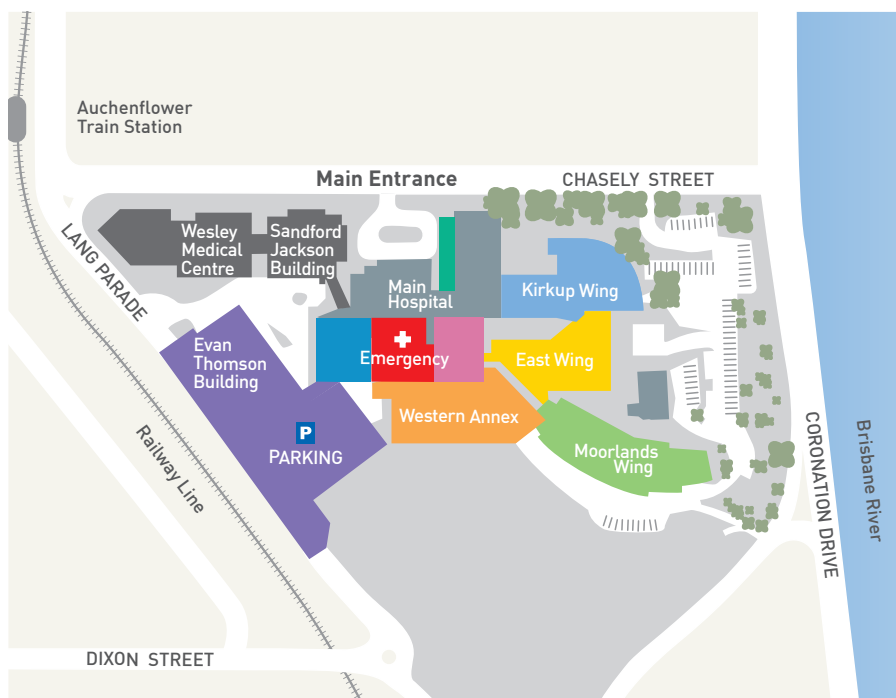 Auchenflower
Train Station
Main Entrance
CHASELY STREET
LANG PARADE
Wesley
Medical
Centre
Sandford
Jackson
Building
Main
Hospital
Kirkup Wing
Evan
Thomson
Building
Emergency
East Wing
Western Annex
P
PARKING
Moorlands
Wing
Railway Line
CORONATION DRIVE
Brisbane River
DIXON STREET